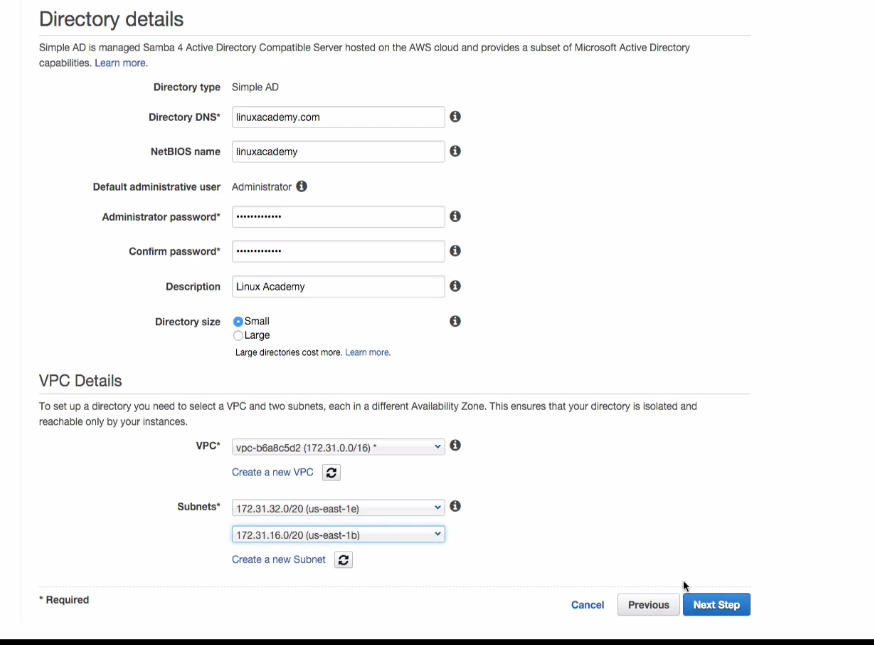 Directory details
Simple AD is managed Samba 4 Active Directory Compatible Server hosted on the AWS cloud and provides a subset of Microsoft Active Directory
capabilities. Learn more.
Directory type Simple AD
Directory DNS* linuxacademy.com
NetBIOS name linuxacademy
Default administrative user Administrator
Administrator password* •••••••••••••
Confirm password* •••••••••••••
Description Linux Academy
Directory size Small
Large
Large directories cost more. Learn more.
VPC Details
To set up a directory you need to select a VPC and two subnets, each in a different Availability Zone. This ensures that your directory is isolated and
reachable only by your instances.
VPC* vpc-b6a8c5d2 (172.31.0.0/16) *
Create a new VPC
Subnets* 172.31.32.0/20 (us-east-1e)
172.31.16.0/20 (us-east-1b)
Create a new Subnet
* Required
Cancel Previous Next Step